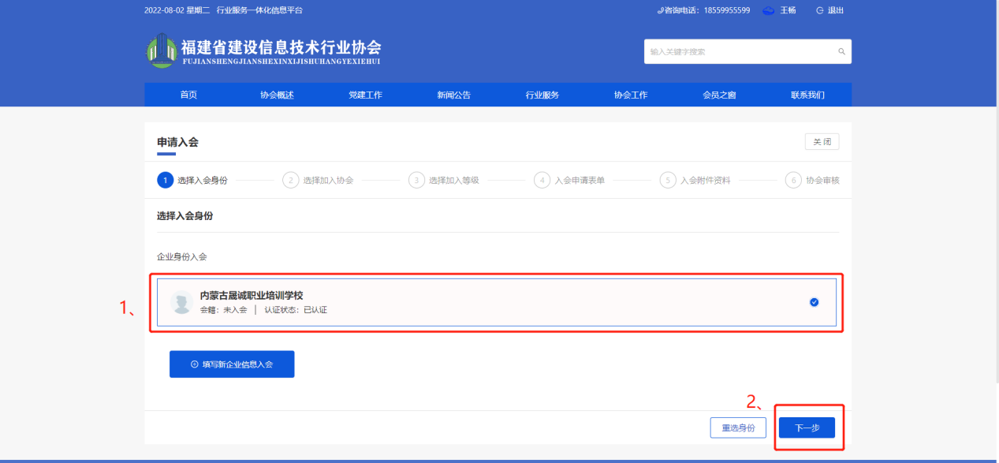 2022-08-02 星期二 行业服务一体化信息平台
咨询电话：18559955599 王杨 退出
福建省建设信息技术行业协会
FUJIANSHENGJIANSHEXINXIJISHUHANGYEXIEHUI
输入关键字搜索
首页 协会概述 党建工作 新闻公告 行业服务 协会工作 会员之窗 联系我们
申请入会 关闭
1 选择入会身份 2 选择加入协会 3 选择加入等级 4 入会申请表单 5 入会附件资料 6 协会审核
选择入会身份
企业身份入会
内蒙古晟诚职业培训学校
1、
会籍：未入会 | 认证状态：已认证
填写新企业信息入会
2、
重选身份 下一步